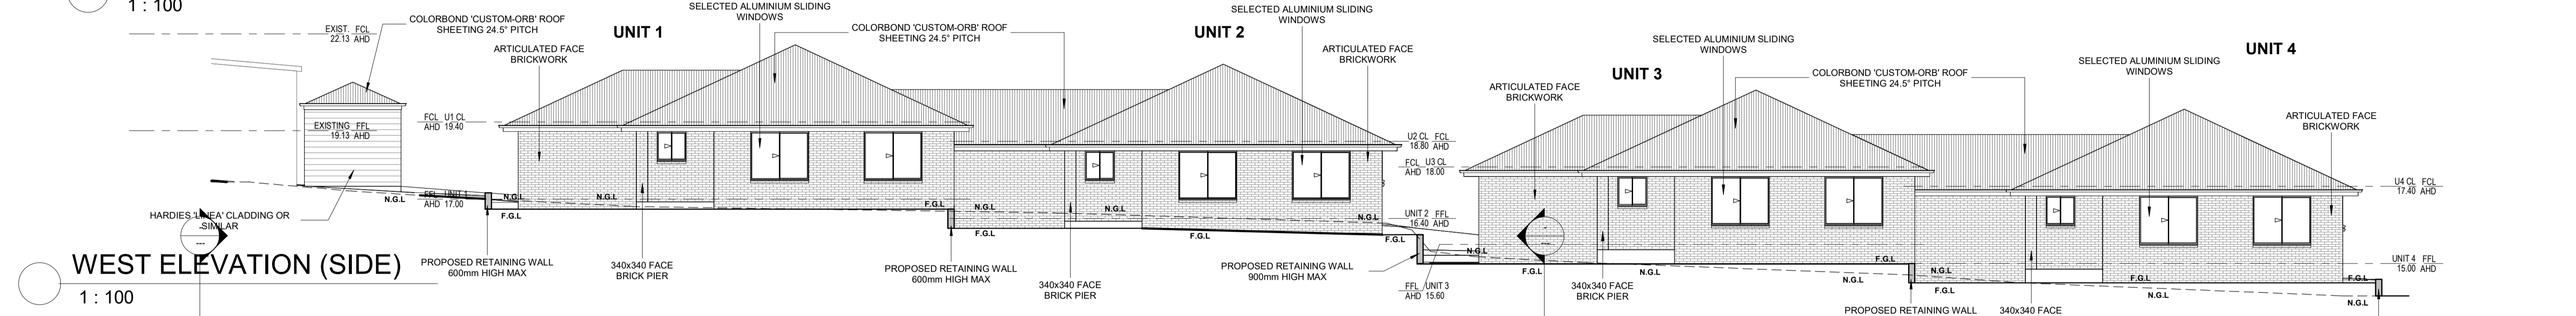 1 : 100
EXIST. FCL
22.13 AHD
COLORBOND 'CUSTOM-ORB' ROOF
SHEETING 24.5° PITCH
ARTICULATED FACE
BRICKWORK
UNIT 1
SELECTED ALUMINIUM SLIDING
WINDOWS
COLORBOND 'CUSTOM-ORB' ROOF
SHEETING 24.5° PITCH
UNIT 2
SELECTED ALUMINIUM SLIDING
WINDOWS
ARTICULATED FACE
BRICKWORK
ARTICULATED FACE
BRICKWORK
UNIT 3
SELECTED ALUMINIUM SLIDING
WINDOWS
COLORBOND 'CUSTOM-ORB' ROOF
SHEETING 24.5° PITCH
SELECTED ALUMINIUM SLIDING
WINDOWS
UNIT 4
ARTICULATED FACE
BRICKWORK
EXISTING FFL
19.13 AHD
FCL U1 CL
AHD 19.40
U2 CL FCL
18.80 AHD
FCL U3 CL
AHD 18.00
U4 CL FCL
17.40 AHD
FFL UNIT 1
AHD 17.00
UNIT 2 FFL
16.40 AHD
FFL UNIT 3
AHD 15.60
UNIT 4 FFL
15.00 AHD
N.G.L
N.G.L
F.G.L
N.G.L
F.G.L
N.G.L
F.G.L
N.G.L
F.G.L
N.G.L
F.G.L
N.G.L
F.G.L
N.G.L
N.G.L
F.G.L
N.G.L
F.G.L
F.G.L
N.G.L
F.G.L
N.G.L
HARDIES 'LINEA' CLADDING OR
SIMILAR
PROPOSED RETAINING WALL
600mm HIGH MAX
340x340 FACE
BRICK PIER
PROPOSED RETAINING WALL
600mm HIGH MAX
340x340 FACE
BRICK PIER
PROPOSED RETAINING WALL
900mm HIGH MAX
340x340 FACE
BRICK PIER
PROPOSED RETAINING WALL
340x340 FACE
WEST ELEVATION (SIDE)
1 : 100